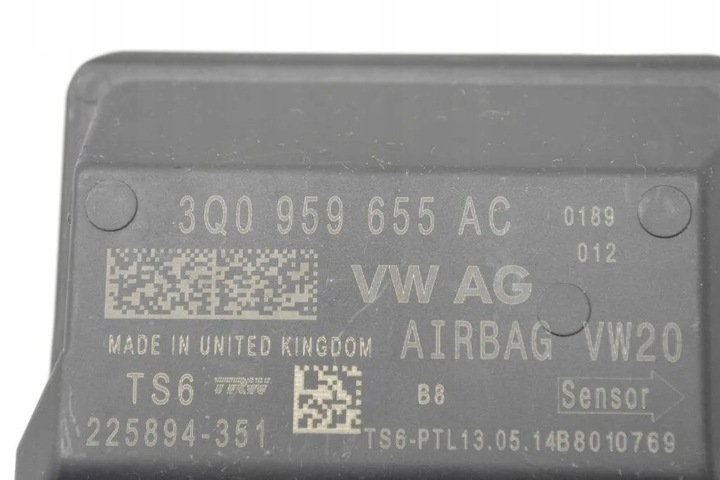 3Q0 959 655 AC 0189
012
VW AG
AIRBAG VW20
MADE IN UNITED KINGDOM
TS6 TRW B8 Sensor
225894-351 TS6-PTL13.05.14B8010769